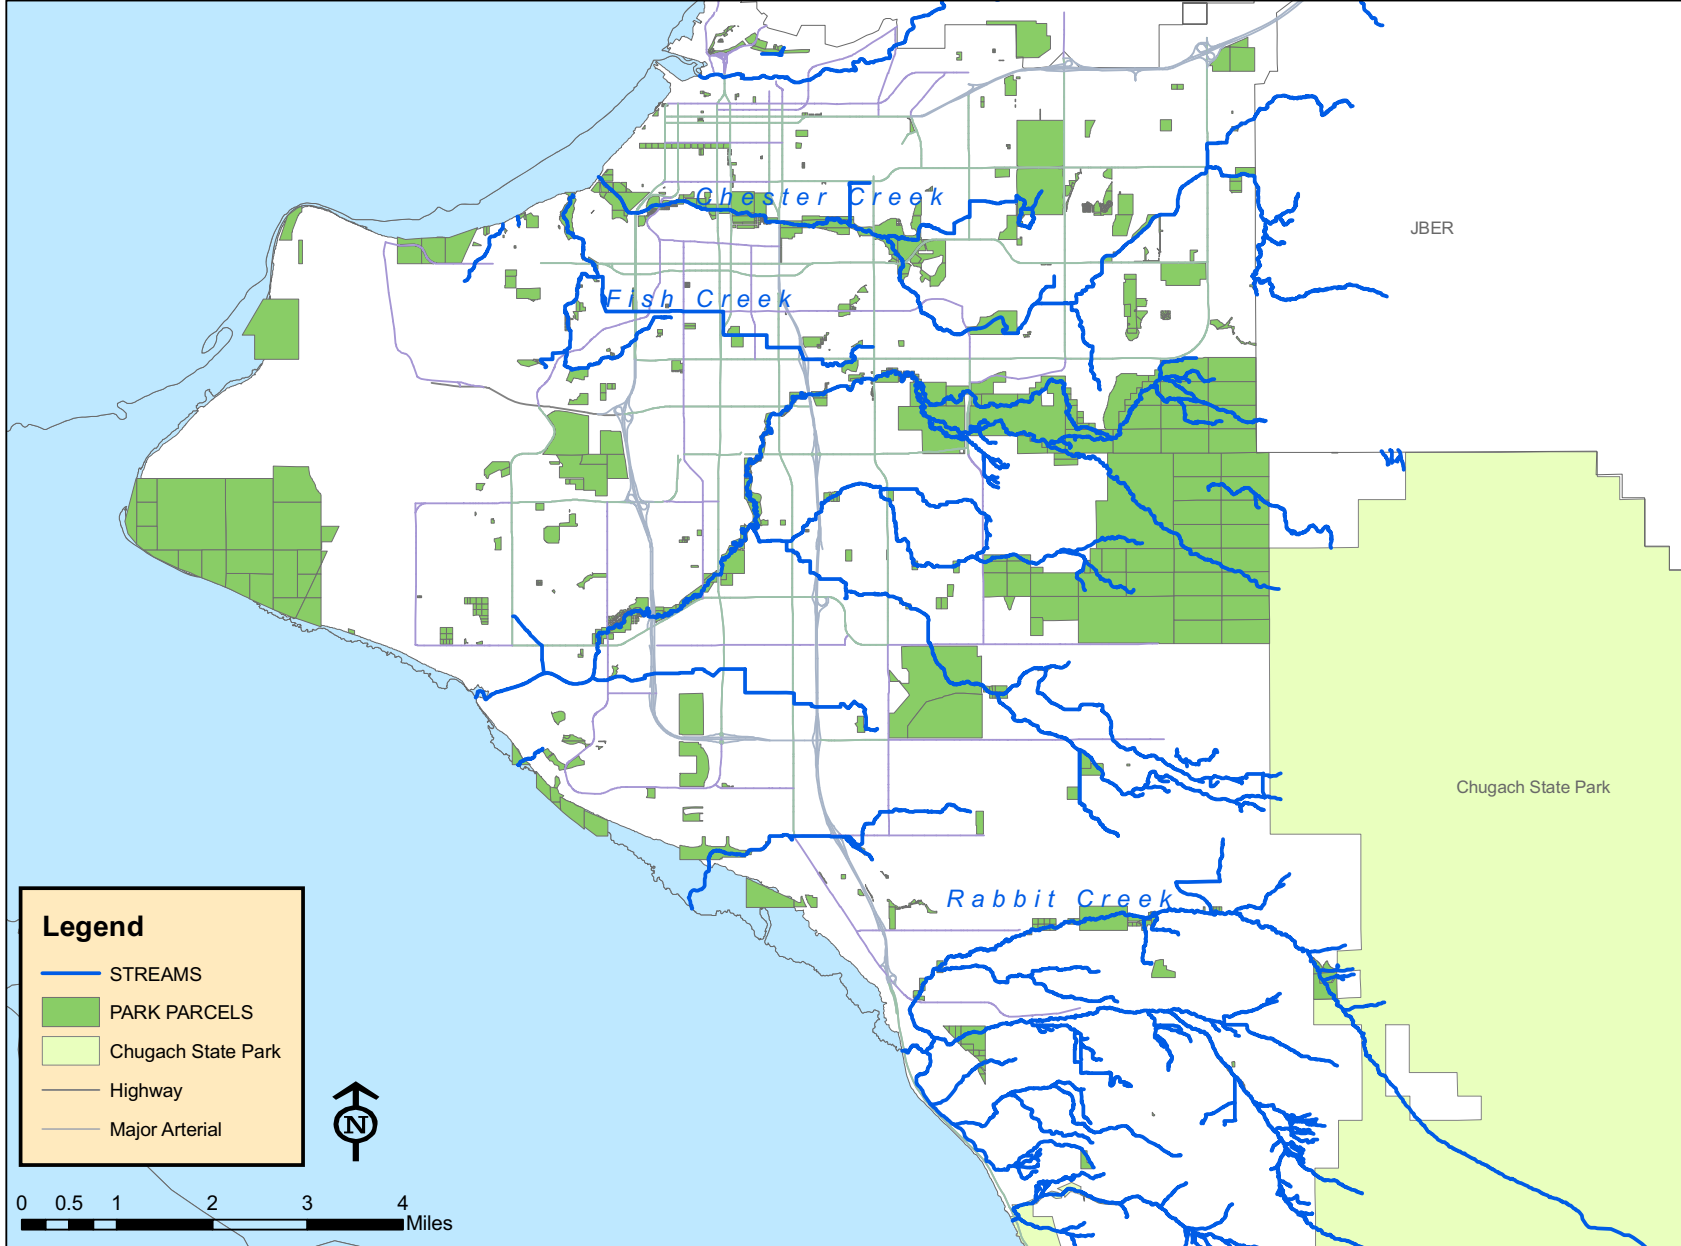 Chester Creek
JBER
Fish Creek
Chugach State Park
Rabbit Creek
Legend
STREAMS
PARK PARCELS
Chugach State Park
Highway
Major Arterial
N
0 0.5 1 2 3 4
Miles